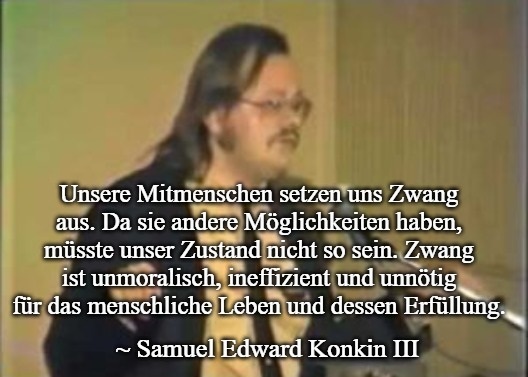 Unsere Mitmenschen setzen uns Zwang
aus. Da sie andere Möglichkeiten haben,
müsste unser Zustand nicht so sein. Zwang
ist unmoralisch, ineffizient und unnötig
für das menschliche Leben und dessen Erfüllung.
~ Samuel Edward Konkin III